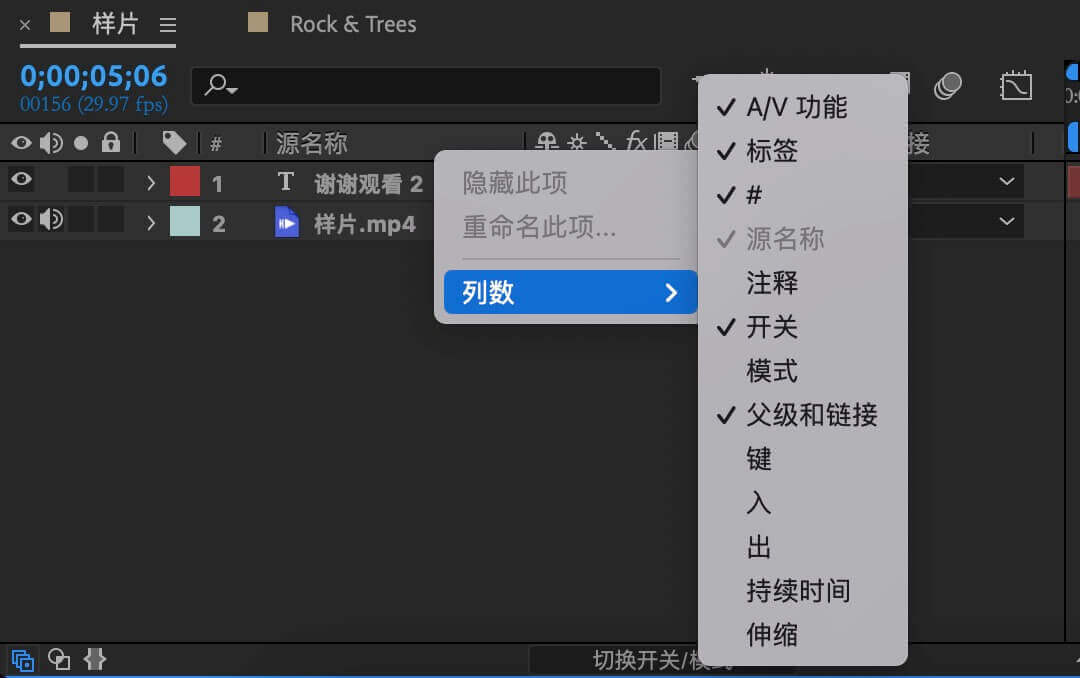 样片
Rock & Trees
0;00;05;06
00156 (29.97 fps)
#
源名称
fx
接
1
T
谢谢观看 2
2
样片.mp4
隐藏此项
重命名此项...
列数
A/V 功能
标签
#
源名称
注释
开关
模式
父级和链接
键
入
出
持续时间
伸缩
切换开关/模式